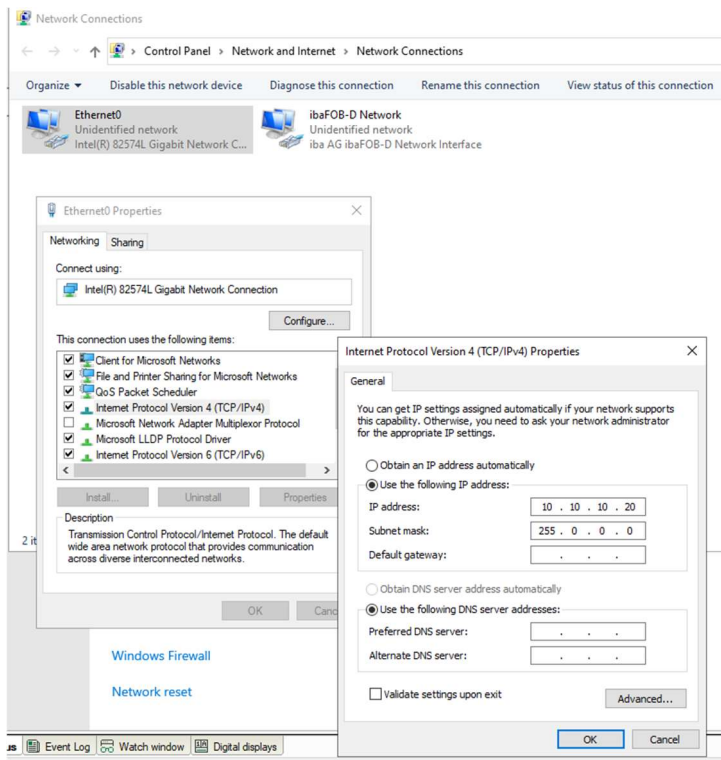 Network Connections
Control Panel > Network and Internet > Network Connections
Organize Disable this network device Diagnose this connection Rename this connection View status of this connection
Ethernet0
Unidentified network
Intel(R) 82574L Gigabit Network C...
ibaFOB-D Network
Unidentified network
iba AG ibaFOB-D Network Interface
Ethernet0 Properties
Networking Sharing
Connect using:
Intel(R) 82574L Gigabit Network Connection
Configure...
This connection uses the following items:
Client for Microsoft Networks
File and Printer Sharing for Microsoft Networks
QoS Packet Scheduler
Internet Protocol Version 4 (TCP/IPv4)
Microsoft Network Adapter Multiplexor Protocol
Microsoft LLDP Protocol Driver
Internet Protocol Version 6 (TCP/IPv6)
Install... Uninstall Properties
Description
Transmission Control Protocol/Internet Protocol. The default
wide area network protocol that provides communication
across diverse interconnected networks.
OK Canc
2 it
Internet Protocol Version 4 (TCP/IPv4) Properties
General
You can get IP settings assigned automatically if your network supports
this capability. Otherwise, you need to ask your network administrator
for the appropriate IP settings.
Obtain an IP address automatically
Use the following IP address:
IP address: 10 . 10 . 10 . 20
Subnet mask: 255 . 0 . 0 . 0
Default gateway: . . .
Obtain DNS server address automatically
Use the following DNS server addresses:
Preferred DNS server: . . .
Alternate DNS server: . . .
Validate settings upon exit
Advanced...
OK Cancel
Windows Firewall
Network reset
us Event Log Watch window Digital displays